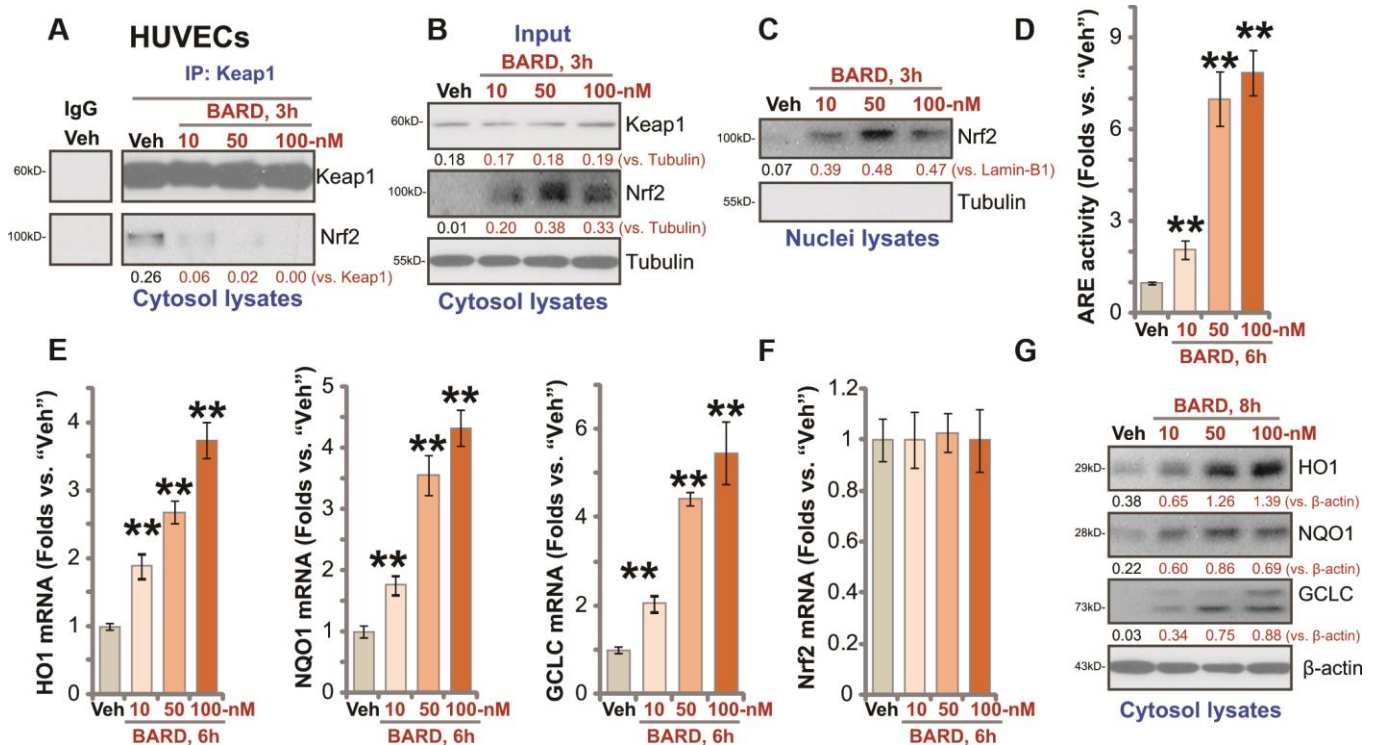 A
HUVECs
IP: Keap1
IgG
BARD, 3h
Veh
Veh 10 50 100-nM
60kD-
Keap1
100kD-
Nrf2
0.26 0.06 0.02 0.00 (vs. Keap1)
Cytosol lysates
B
Input
BARD, 3h
Veh 10 50 100-nM
60kD-
Keap1
0.18 0.17 0.18 0.19 (vs. Tubulin)
100kD-
Nrf2
0.01 0.20 0.38 0.33 (vs. Tubulin)
55kD-
Tubulin
Cytosol lysates
C
BARD, 3h
Veh 10 50 100-nM
100kD-
Nrf2
0.07 0.39 0.48 0.47 (vs. Lamin-B1)
55kD-
Tubulin
Nuclei lysates
D
ARE activity (Folds vs. “Veh”)
9
6
3
0
** ** **
Veh 10 50 100-nM
BARD, 6h
E
HO1 mRNA (Folds vs. “Veh”)
4
3
2
1
0
** ** **
Veh 10 50 100-nM
BARD, 6h
NQO1 mRNA (Folds vs. “Veh”)
5
4
3
2
1
0
** ** **
Veh 10 50 100-nM
BARD, 6h
GCLC mRNA (Folds vs. “Veh”)
6
4
2
0
** ** **
Veh 10 50 100-nM
BARD, 6h
F
Nrf2 mRNA (Folds vs. “Veh”)
1.2
1
0.8
0.6
0.4
0.2
0
Veh 10 50 100-nM
BARD, 6h
G
BARD, 8h
Veh 10 50 100-nM
29kD-
HO1
0.38 0.65 1.26 1.39 (vs. β-actin)
28kD-
NQO1
0.22 0.60 0.86 0.69 (vs. β-actin)
GCLC
73kD-
0.03 0.34 0.75 0.88 (vs. β-actin)
43kD-
β-actin
Cytosol lysates